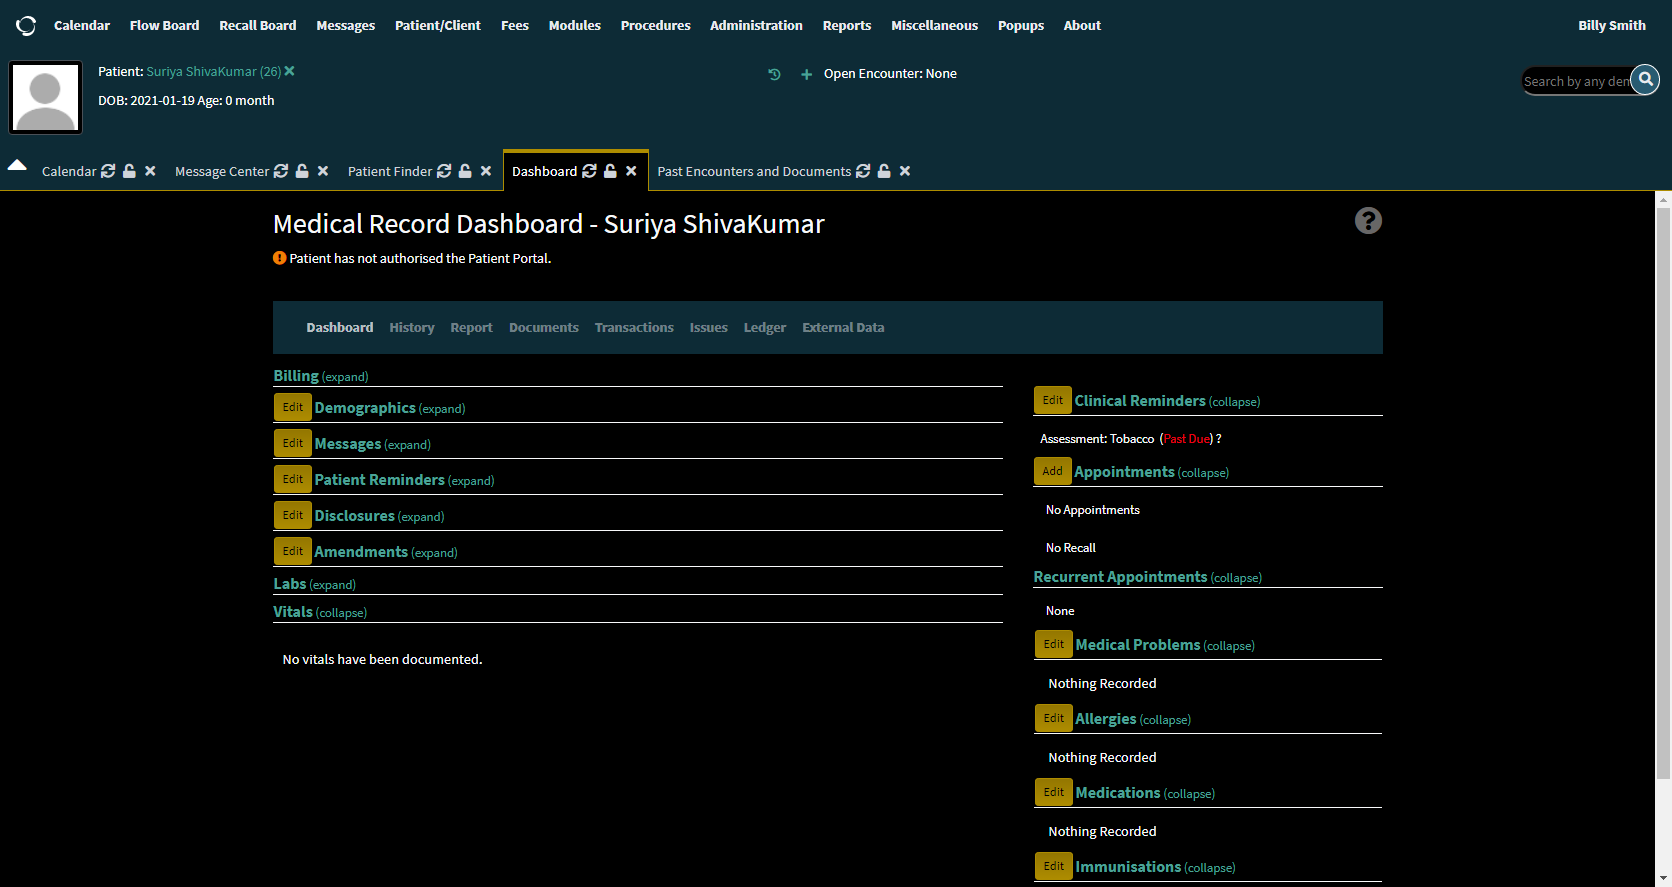 Calendar Flow Board Recall Board Messages Patient/Client Fees Modules Procedures Administration Reports Miscellaneous Popups About Billy Smith
Patient: Suriya ShivaKumar (26)
Open Encounter: None
DOB: 2021-01-19 Age: 0 month
Search by any
Calendar Message Center Patient Finder Dashboard Past Encounters and Documents
Medical Record Dashboard - Suriya ShivaKumar
Patient has not authorised the Patient Portal.
Dashboard History Report Documents Transactions Issues Ledger External Data
Billing (expand)
Edit Demographics (expand)
Edit Messages (expand)
Edit Patient Reminders (expand)
Edit Disclosures (expand)
Edit Amendments (expand)
Labs (expand)
Vitals (collapse)
No vitals have been documented.
Edit Clinical Reminders (collapse)
Assessment: Tobacco (Past Due) ?
Add Appointments (collapse)
No Appointments
No Recall
Recurrent Appointments (collapse)
None
Edit Medical Problems (collapse)
Nothing Recorded
Edit Allergies (collapse)
Nothing Recorded
Edit Medications (collapse)
Nothing Recorded
Edit Immunisations (collapse)